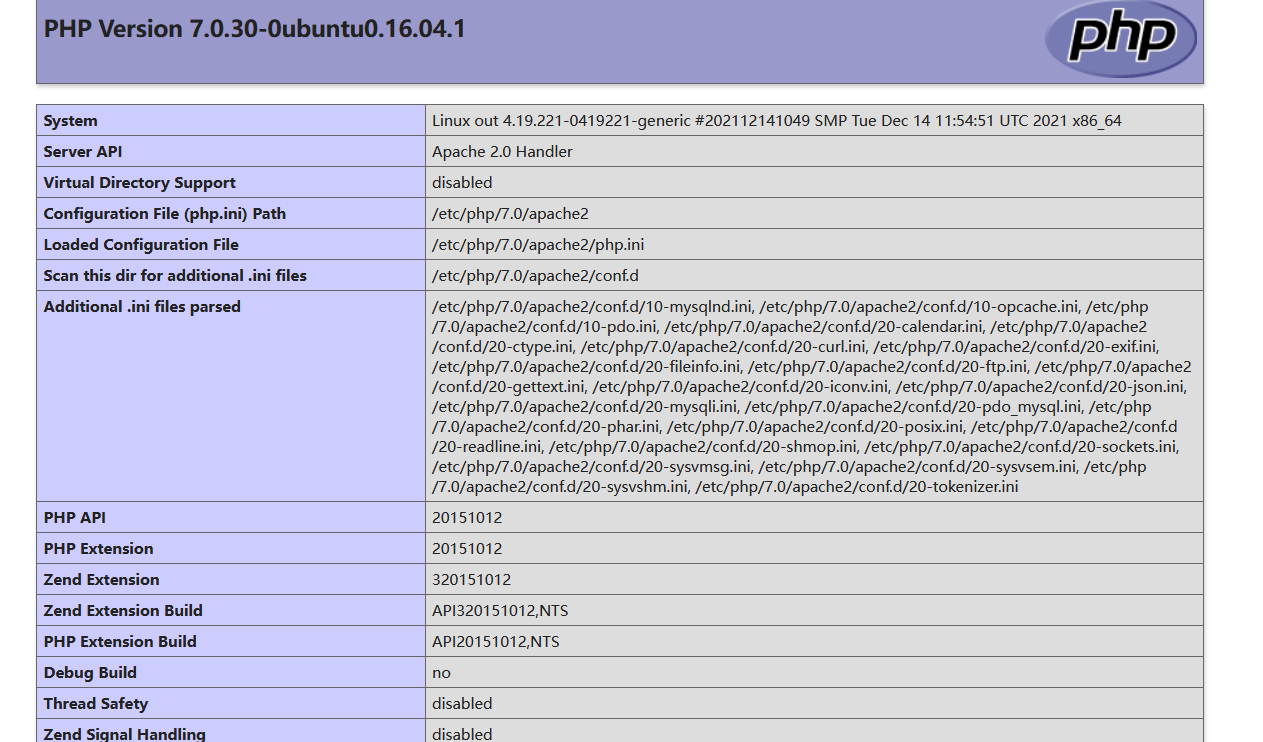 PHP Version 7.0.30-0ubuntu0.16.04.1
php
System
Linux out 4.19.221-0419221-generic #202112141049 SMP Tue Dec 14 11:54:51 UTC 2021 x86_64
Server API
Apache 2.0 Handler
Virtual Directory Support
disabled
Configuration File (php.ini) Path
/etc/php/7.0/apache2
Loaded Configuration File
/etc/php/7.0/apache2/php.ini
Scan this dir for additional .ini files
/etc/php/7.0/apache2/conf.d
Additional .ini files parsed
/etc/php/7.0/apache2/conf.d/10-mysqlnd.ini, /etc/php/7.0/apache2/conf.d/10-opcache.ini, /etc/php
/7.0/apache2/conf.d/10-pdo.ini, /etc/php/7.0/apache2/conf.d/20-calendar.ini, /etc/php/7.0/apache2
/conf.d/20-ctype.ini, /etc/php/7.0/apache2/conf.d/20-curl.ini, /etc/php/7.0/apache2/conf.d/20-exif.ini,
/etc/php/7.0/apache2/conf.d/20-fileinfo.ini, /etc/php/7.0/apache2/conf.d/20-ftp.ini, /etc/php/7.0/apache2
/conf.d/20-gettext.ini, /etc/php/7.0/apache2/conf.d/20-iconv.ini, /etc/php/7.0/apache2/conf.d/20-json.ini,
/etc/php/7.0/apache2/conf.d/20-mysqli.ini, /etc/php/7.0/apache2/conf.d/20-pdo_mysql.ini, /etc/php
/7.0/apache2/conf.d/20-phar.ini, /etc/php/7.0/apache2/conf.d/20-posix.ini, /etc/php/7.0/apache2/conf.d
/20-readline.ini, /etc/php/7.0/apache2/conf.d/20-shmop.ini, /etc/php/7.0/apache2/conf.d/20-sockets.ini,
/etc/php/7.0/apache2/conf.d/20-sysvmsg.ini, /etc/php/7.0/apache2/conf.d/20-sysvsem.ini, /etc/php
/7.0/apache2/conf.d/20-sysvshm.ini, /etc/php/7.0/apache2/conf.d/20-tokenizer.ini
PHP API
20151012
PHP Extension
20151012
Zend Extension
320151012
Zend Extension Build
API320151012,NTS
PHP Extension Build
API20151012,NTS
Debug Build
no
Thread Safety
disabled
Zend Signal Handling
disabled